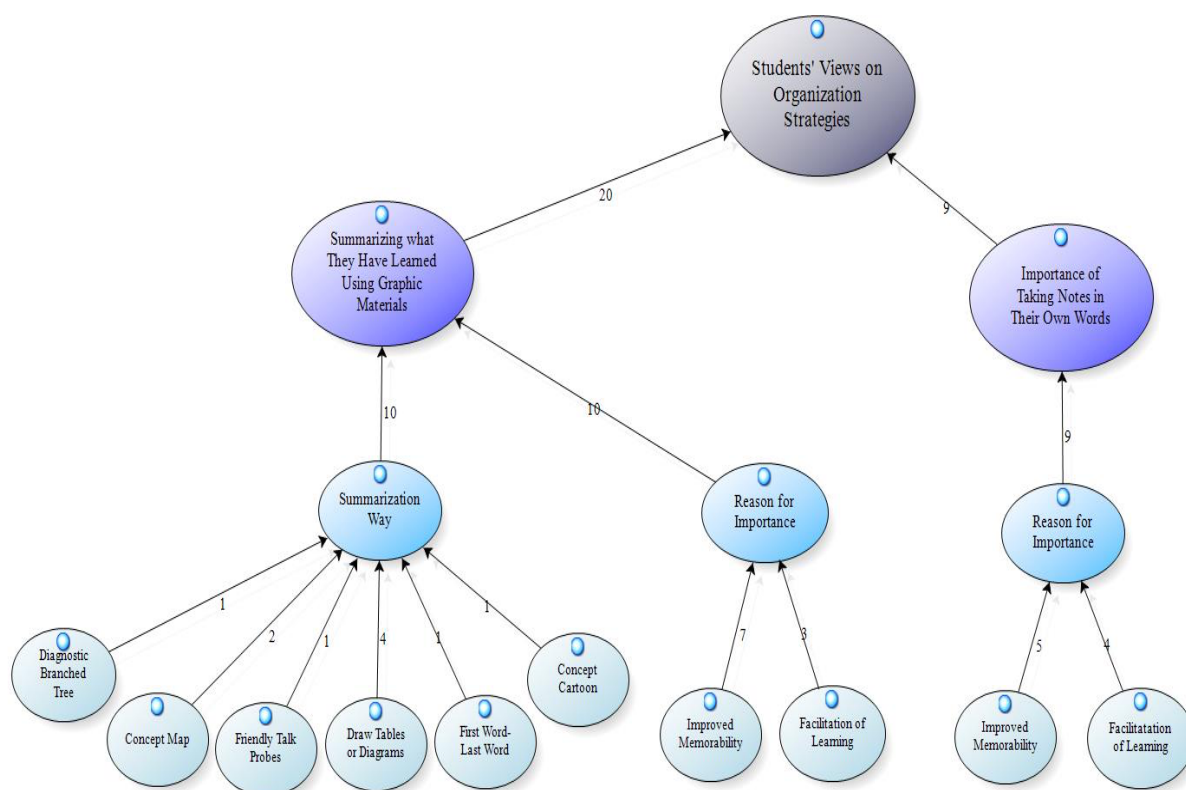 Students' Views on
Organization
Strategies
20
9
Summarizing what
They Have Learned
Using Graphic
Materials
Importance of
Taking Notes in
Their Own Words
10
10
9
Summarization
Way
Reason for
Importance
Reason for
Importance
1
2
1
4
1
1
7
3
5
4
Diagnostic
Branched
Tree
Concept Map
Friendly Talk
Probes
Draw Tables
or Diagrams
First Word-
Last Word
Concept
Cartoon
Improved
Memorability
Facilitation of
Learning
Improved
Memorability
Facilitatation
of Learning